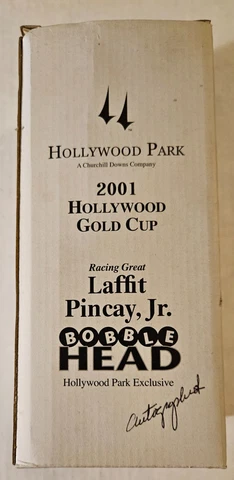 HOLLYWOOD PARK
A Churchill Downs Company
2001
HOLLYWOOD
GOLD CUP
Racing Great
Laffit
Pincay, Jr.
BOBBLE
HEAD
Hollywood Park Exclusive
Autographed